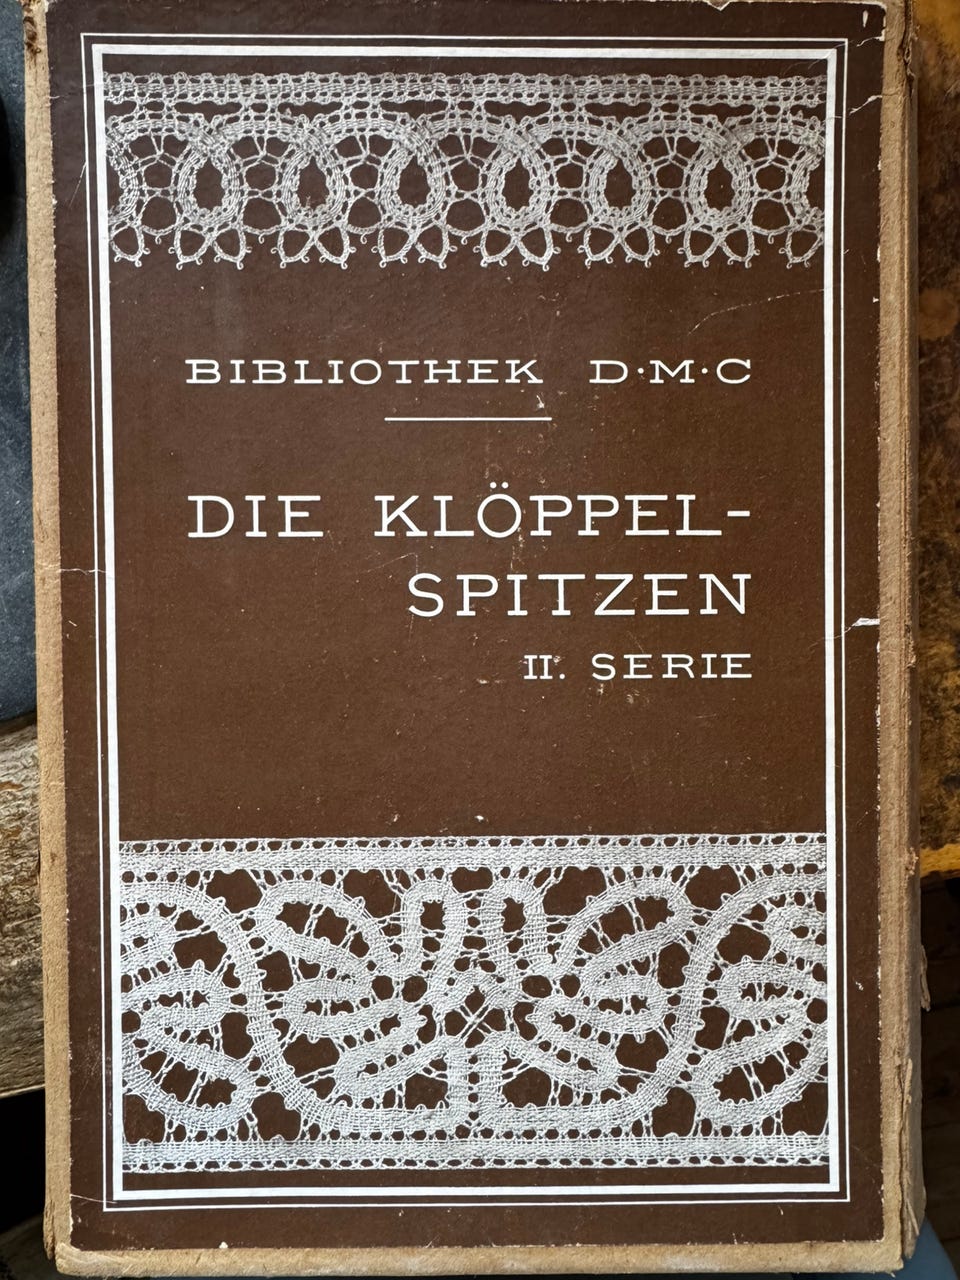 BIBLIOTHEK D·M·C
DIE KLÖPPEL-
SPITZEN
II. SERIE